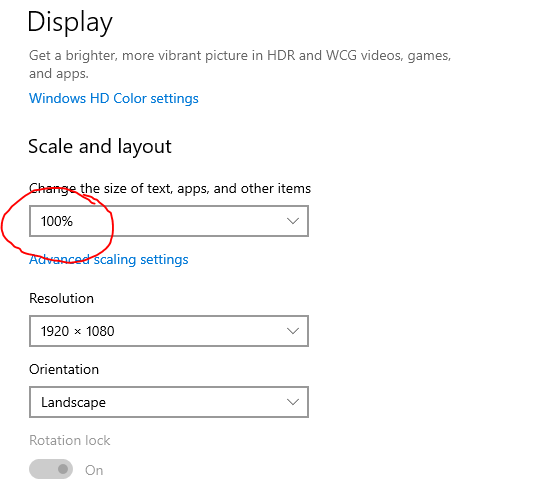 Display
Get a brighter, more vibrant picture in HDR and WCG videos, games,
and apps.
Windows HD Color settings
Scale and layout
Change the size of text, apps, and other items
100%
Advanced scaling settings
Resolution
1920 × 1080
Orientation
Landscape
Rotation lock
On